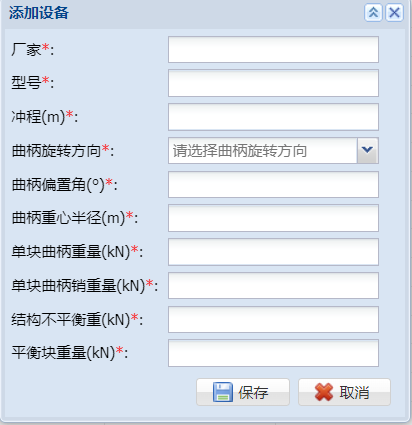 添加设备
厂家*:
型号*:
冲程(m)*:
曲柄旋转方向*: 请选择曲柄旋转方向
曲柄偏置角(º)*:
曲柄重心半径(m)*:
单块曲柄重量(kN)*:
单块曲柄销重量(kN)*:
结构不平衡重(kN)*:
平衡块重量(kN)*:
保存 取消